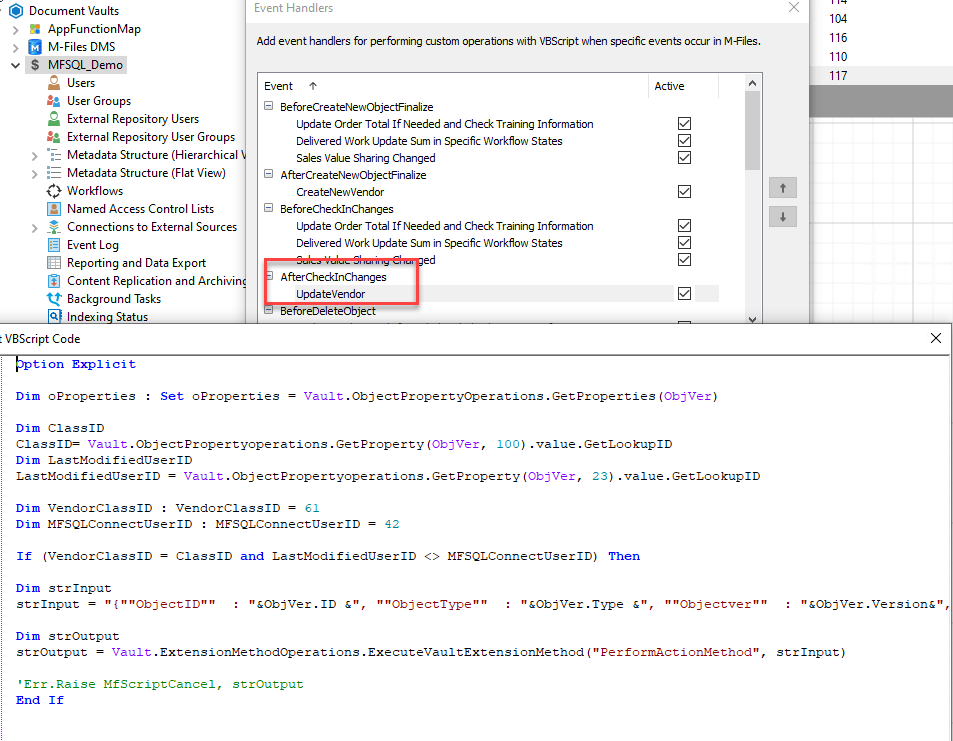 Document Vaults
AppFunctionMap
M-Files DMS
MFSQL_Demo
Users
User Groups
External Repository Users
External Repository User Groups
Metadata Structure (Hierarchical V
Metadata Structure (Flat View)
Workflows
Named Access Control Lists
Connections to External Sources
Event Log
Reporting and Data Export
Content Replication and Archiving
Background Tasks
Indexing Status
Event Handlers
Add event handlers for performing custom operations with VBScript when specific events occur in M-Files.
Event Active
BeforeCreateNewObjectFinalize
Update Order Total If Needed and Check Training Information
Delivered Work Update Sum in Specific Workflow States
Sales Value Sharing Changed
AfterCreateNewObjectFinalize
CreateNewVendor
BeforeCheckInChanges
Update Order Total If Needed and Check Training Information
Delivered Work Update Sum in Specific Workflow States
Sales Value Sharing Changed
AfterCheckInChanges
UpdateVendor
BeforeDeleteObject
114
104
116
110
117
t VBScript Code
Option Explicit
Dim oProperties : Set oProperties = Vault.ObjectPropertyOperations.GetProperties(ObjVer)
Dim ClassID
ClassID= Vault.ObjectPropertyoperations.GetProperty(ObjVer, 100).value.GetLookupID
Dim LastModifiedUserID
LastModifiedUserID = Vault.ObjectPropertyoperations.GetProperty(ObjVer, 23).value.GetLookupID
Dim VendorClassID : VendorClassID = 61
Dim MFSQLConnectUserID : MFSQLConnectUserID = 42
If (VendorClassID = ClassID and LastModifiedUserID <> MFSQLConnectUserID) Then
Dim strInput
strInput = "{""ObjectID""  : "&ObjVer.ID &", ""ObjectType""  : "&ObjVer.Type &", ""Objectver""  : "&ObjVer.Version&",
Dim strOutput
strOutput = Vault.ExtensionMethodOperations.ExecuteVaultExtensionMethod("PerformActionMethod", strInput)
'Err.Raise MfScriptCancel, strOutput
End If